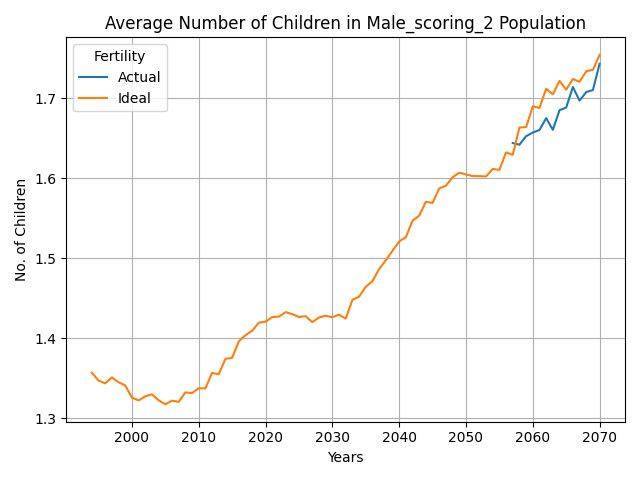 Average Number of Children in Male_scoring_2 Population
Fertility
Actual
Ideal
No. of Children
1.7
1.6
1.5
1.4
1.3
2000 2010 2020 2030 2040 2050 2060 2070
Years